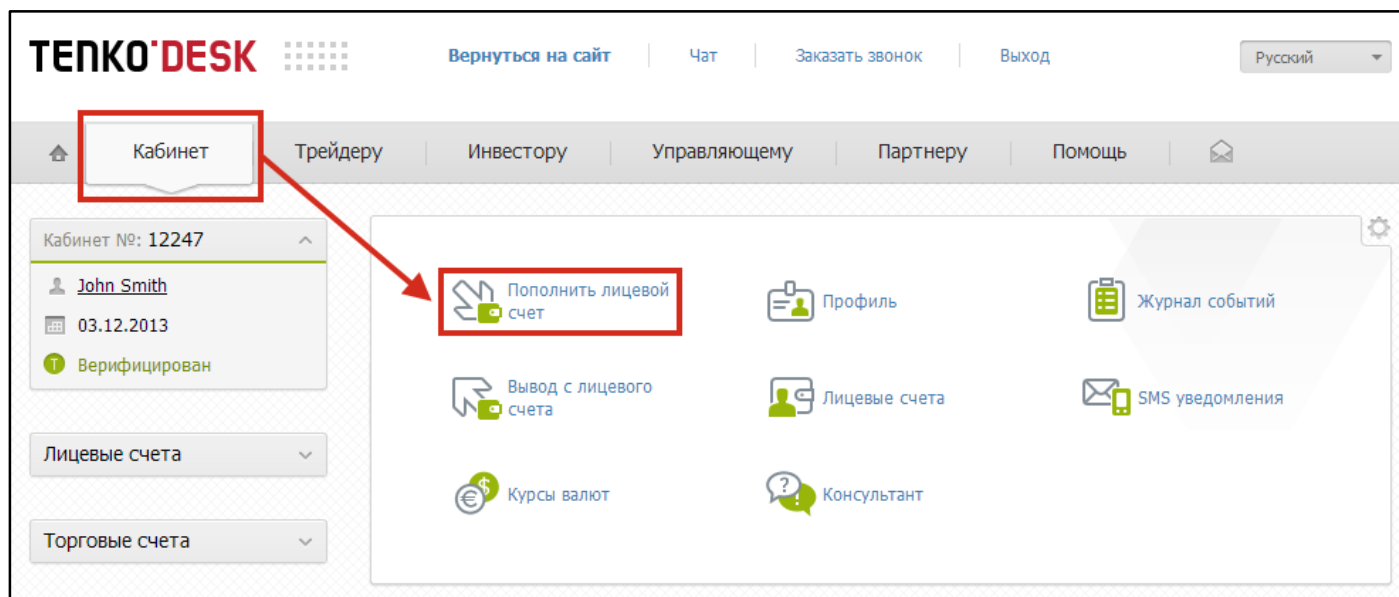 TENKO'DESK
Вернуться на сайт
Чат
Заказать звонок
Выход
Русский
Кабинет
Трейдеру
Инвестору
Управляющему
Партнеру
Помощь
Кабинет №: 12247
John Smith
03.12.2013
T Верифицирован
Лицевые счета
Торговые счета
Пополнить лицевой
счет
Профиль
Журнал событий
Вывод с лицевого
счета
Лицевые счета
SMS уведомления
Курсы валют
Консультант